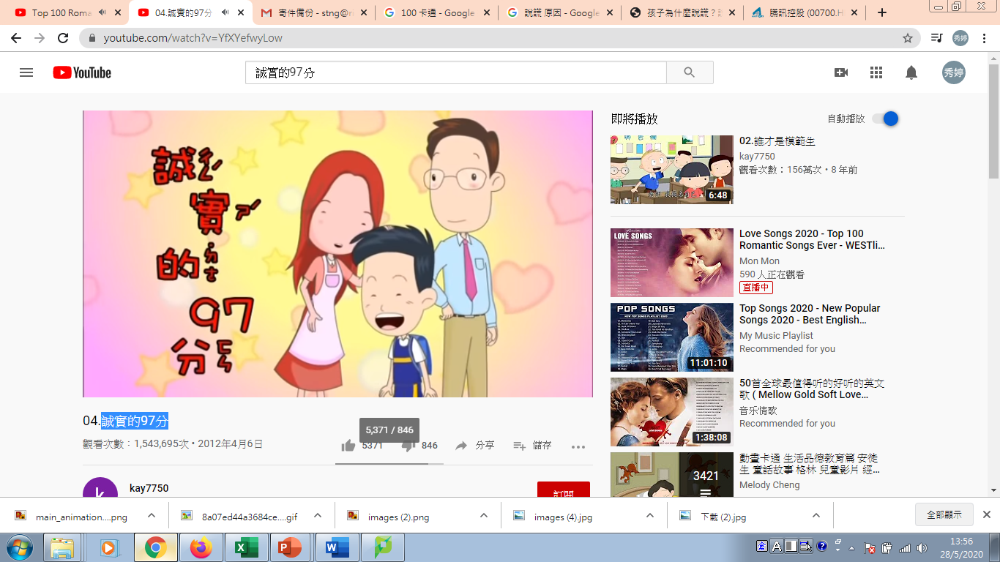 Top 100 Roma
04.誠實的97分
寄件備份 - stng@r
100 卡通 - Google
說謊 原因 - Google
孩子為什麼說謊？
騰訊控股 (00700.H
youtube.com/watch?v=YfXYefwyLow
秀婷
YouTube
誠實的97分
秀婷
誠ㄔㄥˊ
實ㄕˊ
的˙ㄉㄜ
97
分ㄈㄣ
04.誠實的97分
觀看次數：1,543,695次 • 2012年4月6日
5,371 / 846
5371
846
分享
儲存
k
kay7750
訂閱
即將播放
自動播放
6:48
02.誰才是模範生
kay7750
觀看次數：156萬次 • 8 年前
LOVE SONGS
Love Songs 2020 - Top 100
Romantic Songs Ever - WESTli...
Mon Mon
590 人正在觀看
直播中
POP SONGS
11:01:10
Top Songs 2020 - New Popular
Songs 2020 - Best English...
My Music Playlist
Recommended for you
1:38:08
50首全球最值得听的好听的英文
歌 ( Mellow Gold Soft Love...
音乐情歌
Recommended for you
3421
動畫卡通 生活品德教育篇 安徒
生 童話故事 格林 兒童影片 經...
Melody Cheng
main_animation....png
8a07ed44a3684ce....gif
images (2).png
images (4).jpg
下載 (2).jpg
全部顯示
A
13:56
28/5/2020